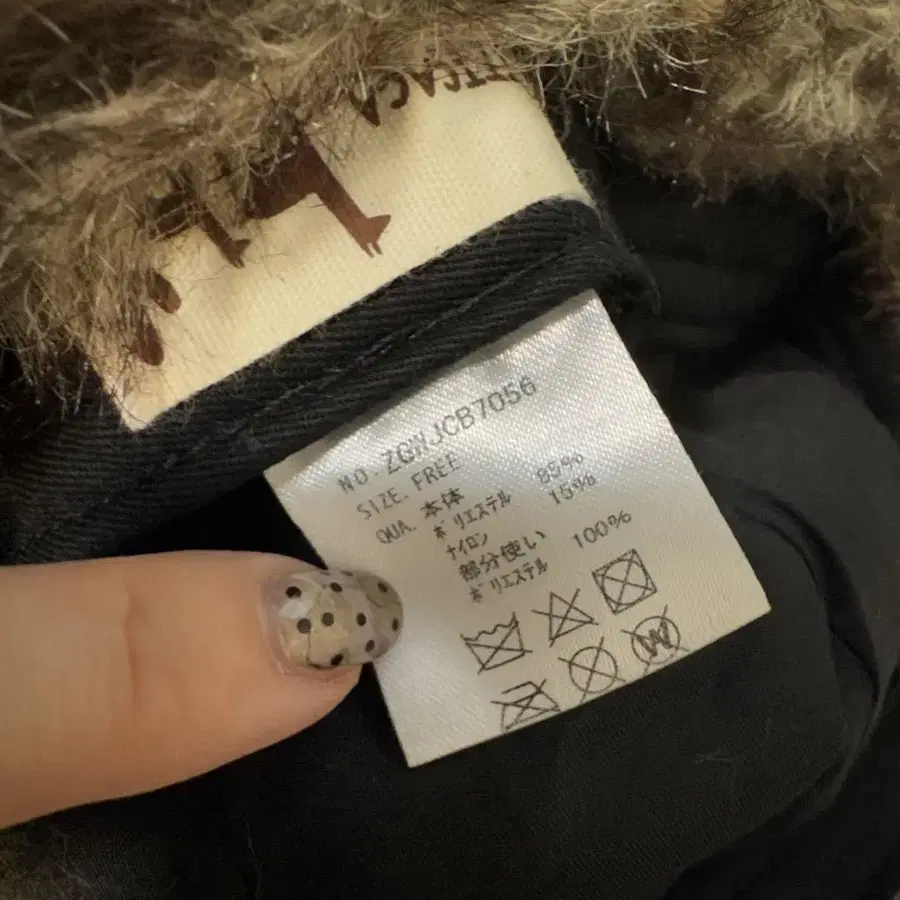 TITCACA
NO. ZGWJCB7056
SIZE. FREE
QUA. 本体
ポリエステル 85%
ナイロン 15%
部分使い
ポリエステル 100%
W